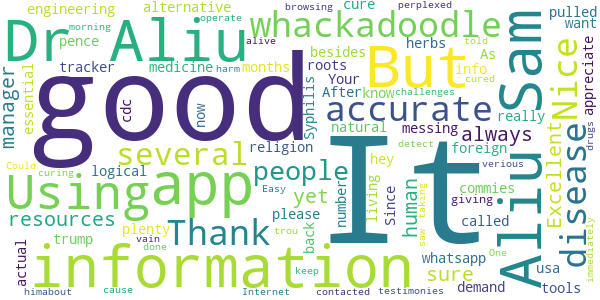 engineering alternative browsing cure perplexed
morning operate
Dr Aliu whackadoodle
pence besides herbs pulled
tracker alive roots As want
medicine harm told info
manager essential months Your But Sam Nice appreciate
good It accurate
cdc now Syphilis After know cured challenges
natural messing really
religion hey always drugs
logical Could several people yet living detect foreign
curing Since human commies Excellent disease
Using app please number giving called
resources Thank back whatsapp usa
trump plenty Easy trou sure demand tools
vain done saw taking One verious
actual information Aliu
keep immediately
himabout cause Internet contacted testimonies